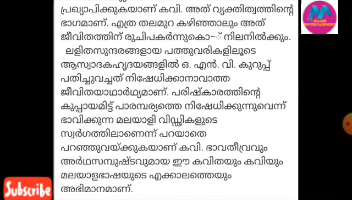 പ്രഖ്യാപിക്കുകയാണ് കവി. അത് വ്യക്തിത്വത്തിന്റെ
ഭാഗമാണ്. എത്ര തലമുറ കഴിഞ്ഞാലും അത്
ജീവിതത്തിന് രുചിപകർന്നുകൊ–് നിലനിൽക്കും.
ലളിതസുന്ദരങ്ങളായ പത്തുവരികളിലൂടെ
ആസ്വാദകഹൃദയങ്ങളിൽ ഒ. എൻ. വി. കുറുപ്പ്
പതിച്ചുവച്ചത് നിഷേധിക്കാനാവാത്ത
ജീവിതയാഥാർഥ്യമാണ്. പരിഷ്കാരത്തിന്റെ
കുപ്പായമിട്ട് പാരമ്പര്യത്തെ നിഷേധിക്കുന്നുവെന്ന്
ഭാവിക്കുന്ന മലയാളി വിഡ്ഢികളുടെ
സ്വർഗത്തിലാണെന്ന് പറയാതെ
പറഞ്ഞുവയ്ക്കുകയാണ് കവി. ഭാവതീവ്രവും
അർഥസമ്പുഷ്ടവുമായ ഈ കവിതയും കവിയും
മലയാളഭാഷയുടെ എക്കാലത്തെയും
അഭിമാനമാണ്.
Subscribe